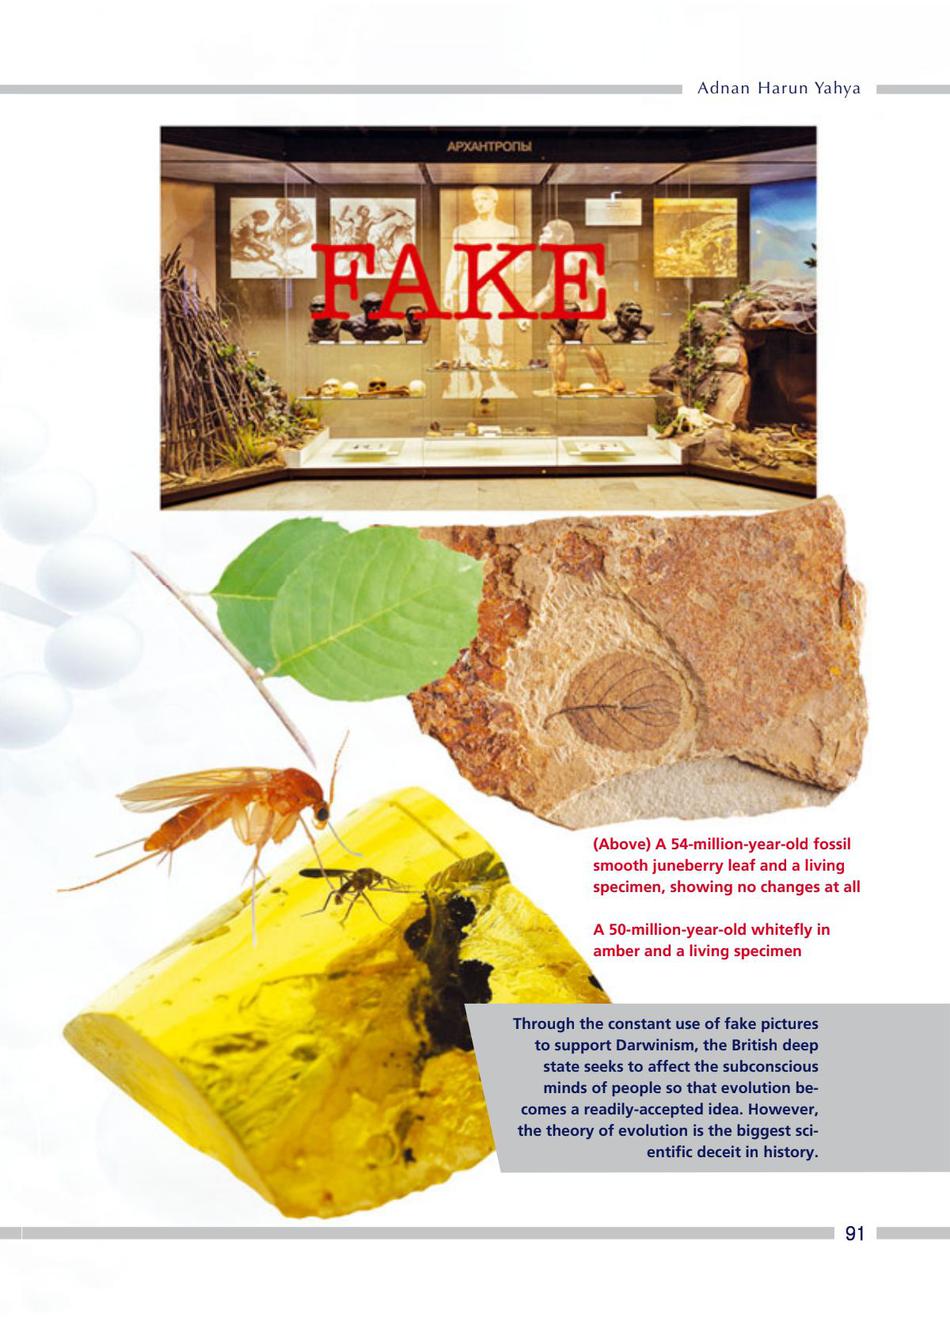 Adnan Harun Yahya
АРХАНТРОПЫ
FAKE
(Above) A 54-million-year-old fossil
smooth juneberry leaf and a living
specimen, showing no changes at all
A 50-million-year-old whitefly in
amber and a living specimen
Through the constant use of fake pictures
to support Darwinism, the British deep
state seeks to affect the subconscious
minds of people so that evolution be-
comes a readily-accepted idea. However,
the theory of evolution is the biggest sci-
entific deceit in history.
91